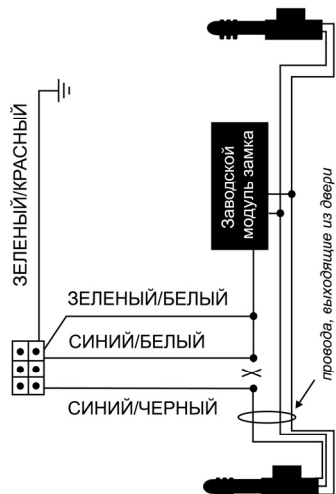 ЗЕЛЕНЫЙ/КРАСНЫЙ
Заводской
модуль замка
ЗЕЛЕНЫЙ/БЕЛЫЙ
СИНИЙ/БЕЛЫЙ
СИНИЙ/ЧЕРНЫЙ
провода, выходящие из двери